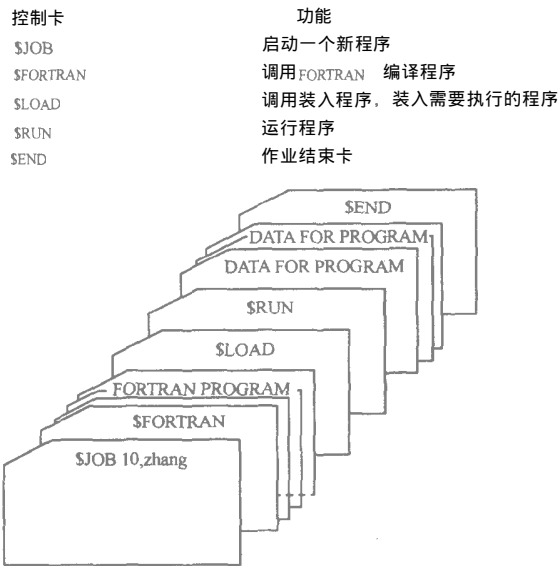 控制卡 功能
$JOB 启动一个新程序
$FORTRAN 调用FORTRAN 编译程序
$LOAD 调用装入程序，装入需要执行的程序
$RUN 运行程序
$END 作业结束卡
$END
DATA FOR PROGRAM
DATA FOR PROGRAM
$RUN
$LOAD
FORTRAN PROGRAM
$FORTRAN
$JOB 10,zhang